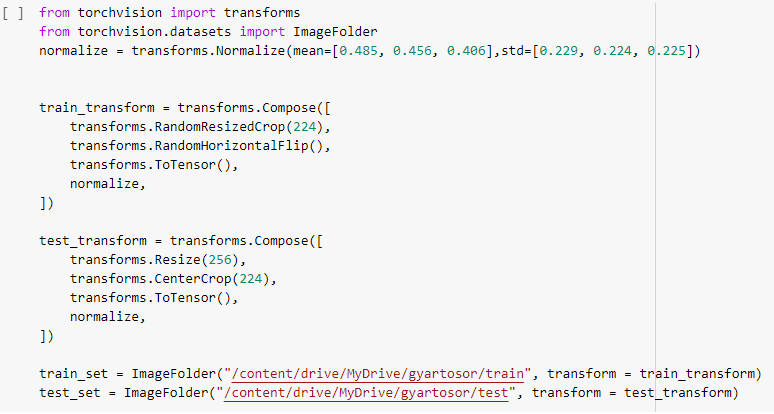 [ ] from torchvision import transforms
from torchvision.datasets import ImageFolder
normalize = transforms.Normalize(mean=[0.485, 0.456, 0.406],std=[0.229, 0.224, 0.225])
train_transform = transforms.Compose([
transforms.RandomResizedCrop(224),
transforms.RandomHorizontalFlip(),
transforms.ToTensor(),
normalize,
])
test_transform = transforms.Compose([
transforms.Resize(256),
transforms.CenterCrop(224),
transforms.ToTensor(),
normalize,
])
train_set = ImageFolder("/content/drive/MyDrive/gyartosor/train", transform = train_transform)
test_set = ImageFolder("/content/drive/MyDrive/gyartosor/test", transform = test_transform)